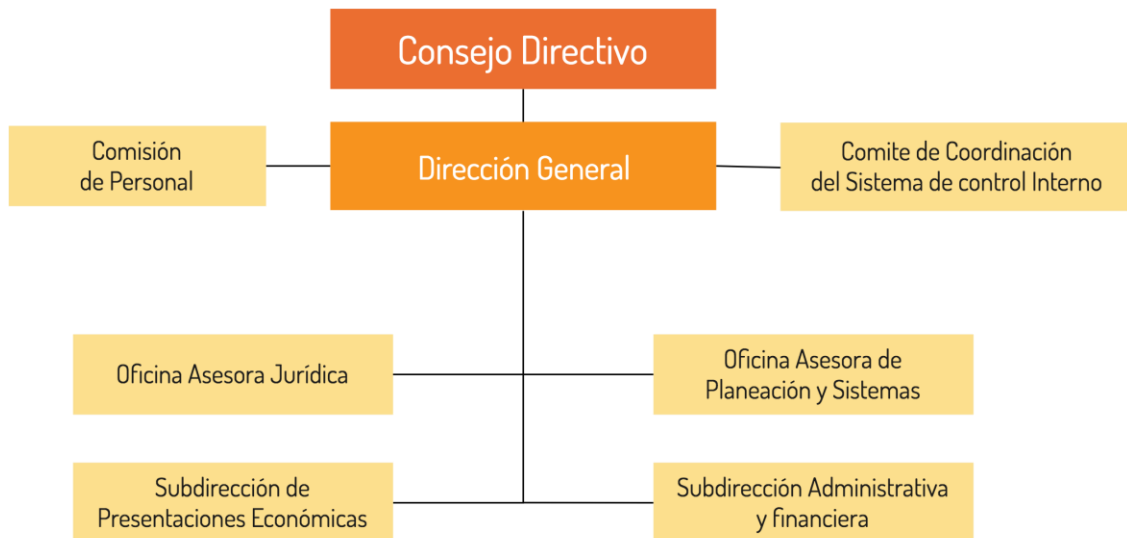 Consejo Directivo
Comisión
de Personal
Dirección General
Comite de Coordinación
del Sistema de control Interno
Oficina Asesora Jurídica
Oficina Asesora de
Planeación y Sistemas
Subdirección de
Presentaciones Económicas
Subdirección Administrativa
y financiera